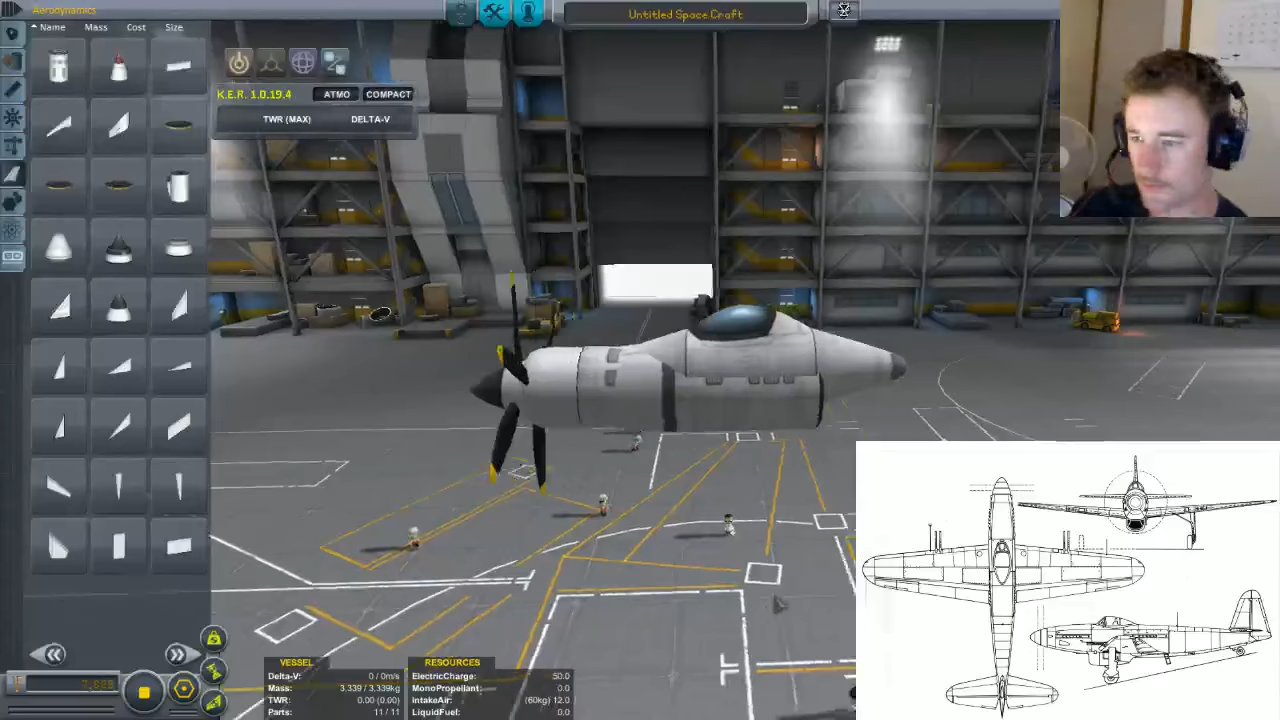 Aerodynamics
Untitled Space Craft
Name Mass Cost Size
K.E.R. 1.0.19.4 ATMO COMPACT
TWR (MAX) DELTA-V
VESSEL
Delta-V: 0 / 0m/s
Mass: 3.339 / 3.339kg
TWR: 0.00 (0.00)
Parts: 11 / 11
RESOURCES
ElectricCharge: 50.0
MonoPropellant: 0.0
IntakeAir: (60kg) 12.0
LiquidFuel: 0.0